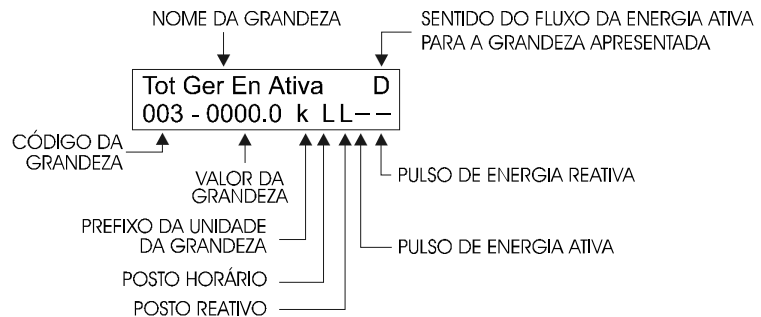 NOME DA GRANDEZA
SENTIDO DO FLUXO DA ENERGIA ATIVA
PARA A GRANDEZA APRESENTADA
Tot Ger En Ativa D
003 - 0000.0 k LL--
CÓDIGO DA
GRANDEZA
VALOR DA
GRANDEZA
PULSO DE ENERGIA REATIVA
PREFIXO DA UNIDADE
DA GRANDEZA
PULSO DE ENERGIA ATIVA
POSTO HORÁRIO
POSTO REATIVO